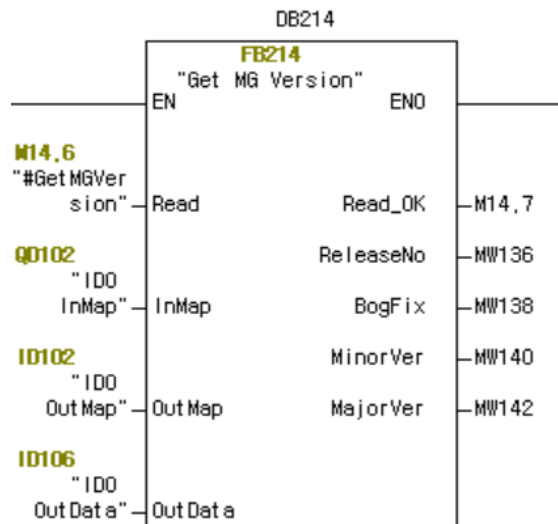 DB214
FB214
"Get MG Version"
EN ENO
M14.6
"#GetMGVer
sion" Read Read_OK M14.7
QD102 ReleaseNo MW136
"IDO
InMap" InMap BogFix MW138
ID102 MinorVer MW140
"IDO
OutMap" OutMap MajorVer MW142
ID106
"IDO
OutData" OutData